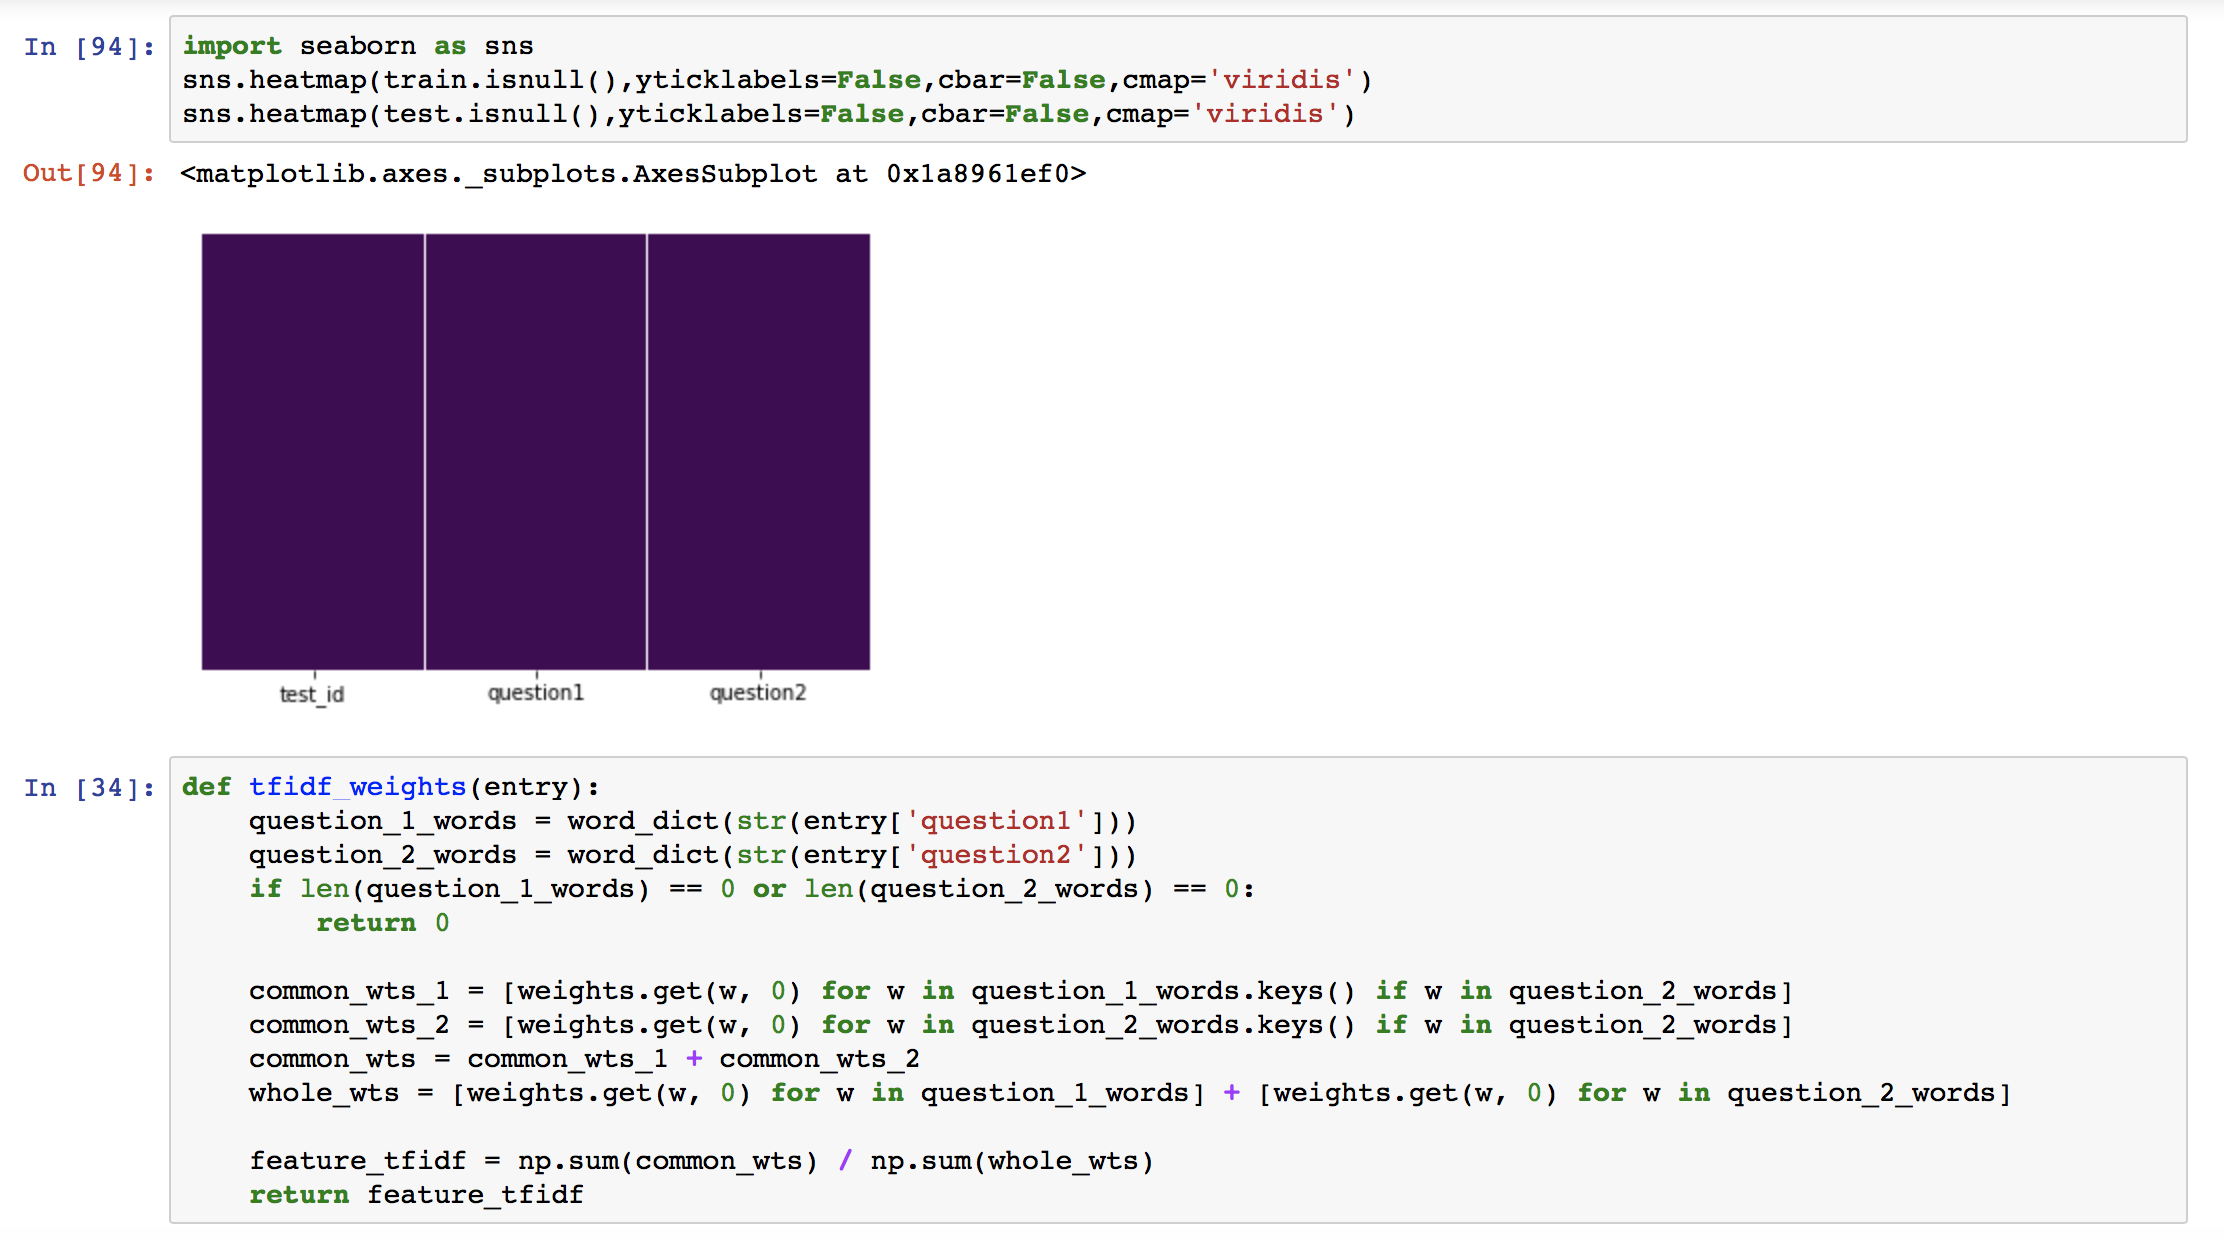 In [94]:
import seaborn as sns
sns.heatmap(train.isnull(),yticklabels=False,cbar=False,cmap='viridis')
sns.heatmap(test.isnull(),yticklabels=False,cbar=False,cmap='viridis')
Out[94]: <matplotlib.axes._subplots.AxesSubplot at 0x1a8961ef0>
test_id question1 question2
In [34]:
def tfidf_weights(entry):
    question_1_words = word_dict(str(entry['question1']))
    question_2_words = word_dict(str(entry['question2']))
    if len(question_1_words) == 0 or len(question_2_words) == 0:
        return 0
    common_wts_1 = [weights.get(w, 0) for w in question_1_words.keys() if w in question_2_words]
    common_wts_2 = [weights.get(w, 0) for w in question_2_words.keys() if w in question_2_words]
    common_wts = common_wts_1 + common_wts_2
    whole_wts = [weights.get(w, 0) for w in question_1_words] + [weights.get(w, 0) for w in question_2_words]
    feature_tfidf = np.sum(common_wts) / np.sum(whole_wts)
    return feature_tfidf